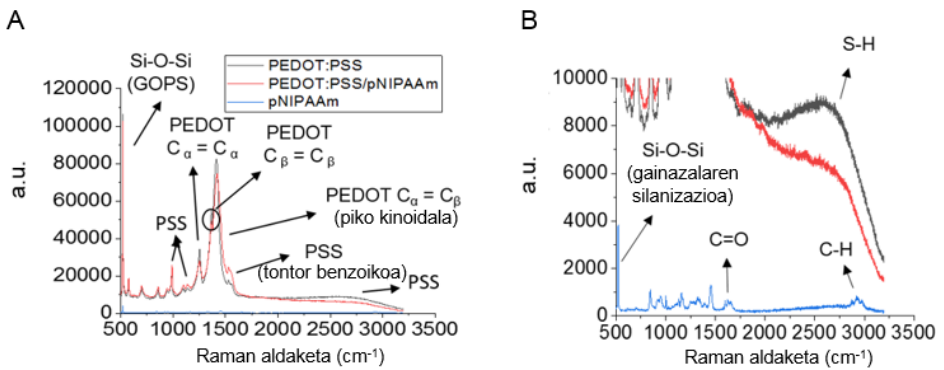 A
Si-O-Si
(GOPS)
PEDOT:PSS
PEDOT:PSS/pNIPAAm
pNIPAAm
PEDOT
C α = C α
PEDOT
C β = C β
PEDOT C α = C β
(piko kinoidala)
PSS
PSS
(tontor benzoikoa)
PSS
a.u.
120000
100000
80000
60000
40000
20000
0
500 1000 1500 2000 2500 3000 3500
Raman aldaketa (cm⁻¹)
B
S-H
Si-O-Si
(gainazalaren
silanizazioa)
C=O
C-H
a.u.
10000
8000
6000
4000
2000
0
500 1000 1500 2000 2500 3000 3500
Raman aldaketa (cm⁻¹)